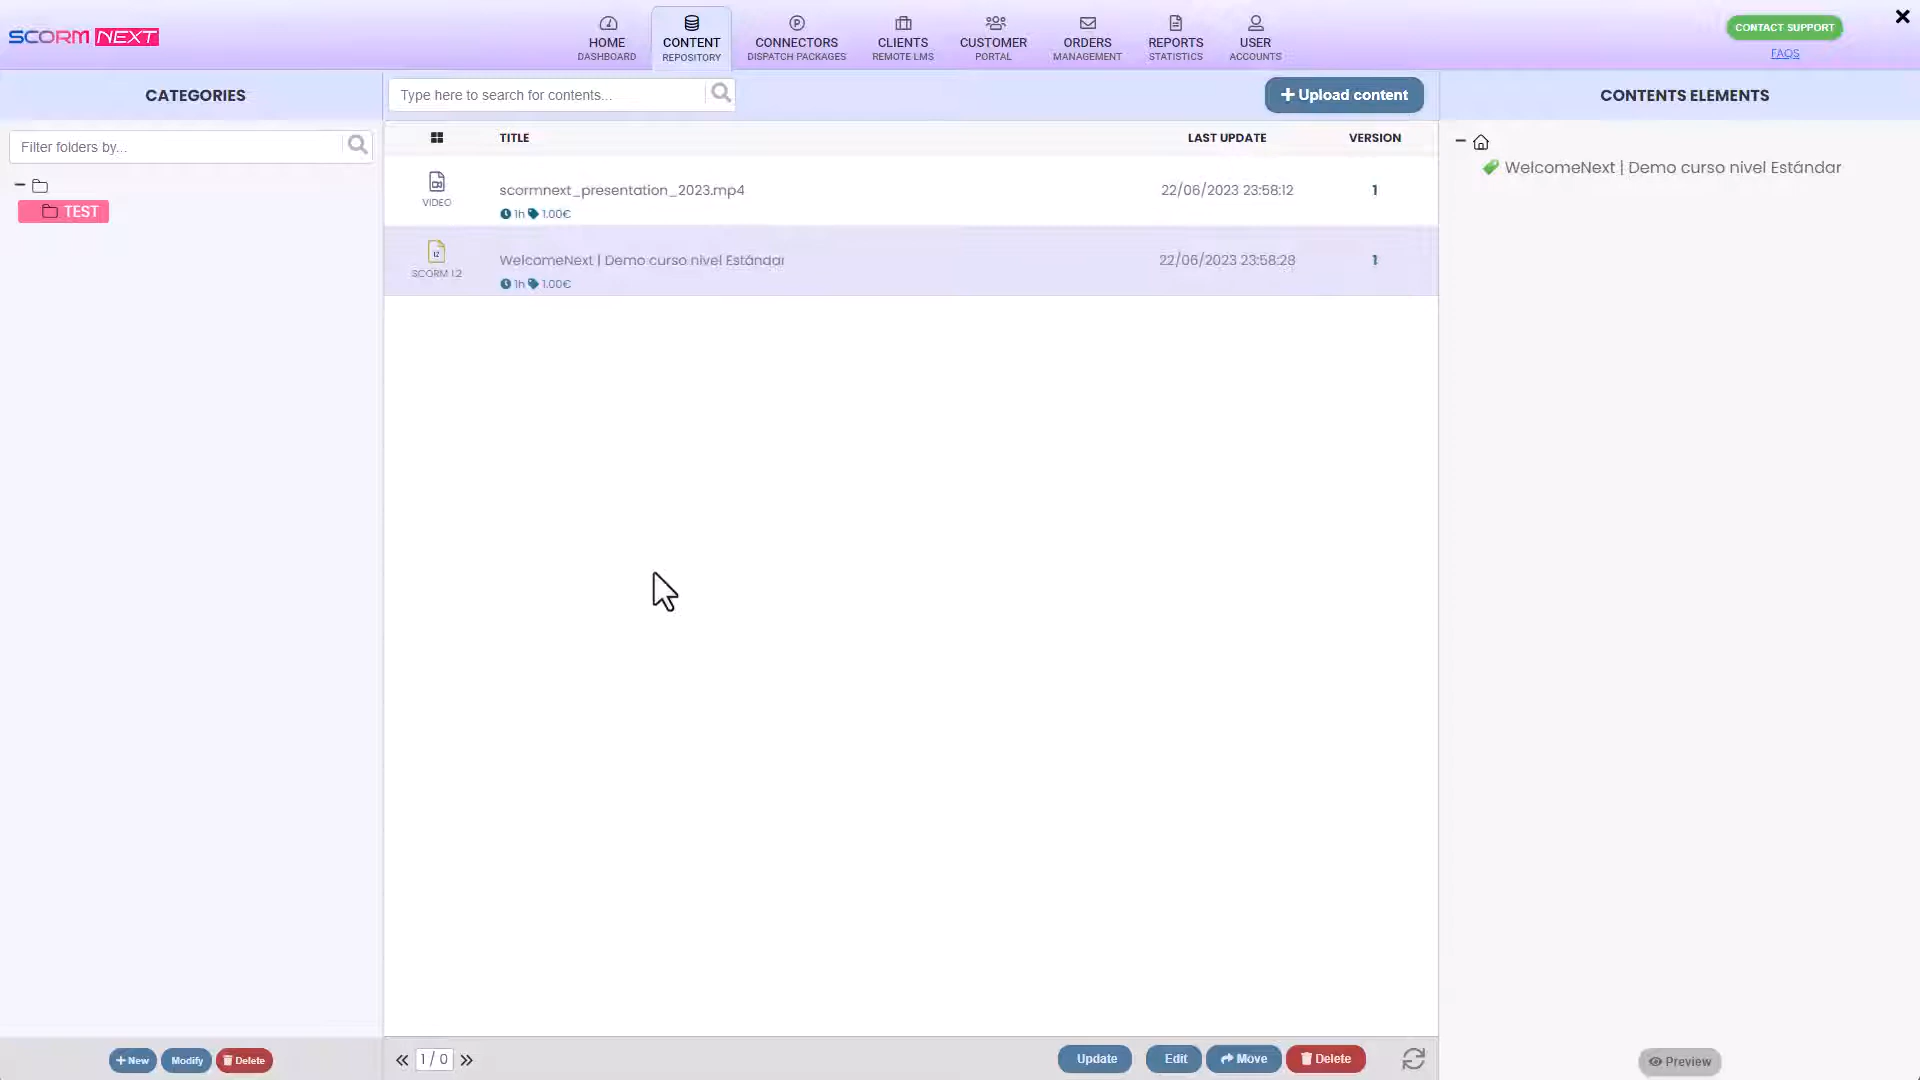 SCORM NEXT
HOME
DASHBOARD
CONTENT
REPOSITORY
CONNECTORS
DISPATCH PACKAGES
CLIENTS
REMOTE LMS
CUSTOMER
PORTAL
ORDERS
MANAGEMENT
REPORTS
STATISTICS
USER
ACCOUNTS
CONTACT SUPPORT
FAQS
CATEGORIES
Filter folders by...
TEST
Type here to search for contents...
+ Upload content
TITLE
LAST UPDATE
VERSION
VIDEO
scormnext_presentation_2023.mp4
1h 1.00€
22/06/2023 23:58:12
1
12
SCORM 1.2
WelcomeNext | Demo curso nivel Estándar
1h 1.00€
22/06/2023 23:58:28
1
CONTENTS ELEMENTS
WelcomeNext | Demo curso nivel Estándar
+ New
Modify
Delete
« 1 / 0 »
Update
Edit
Move
Delete
Preview